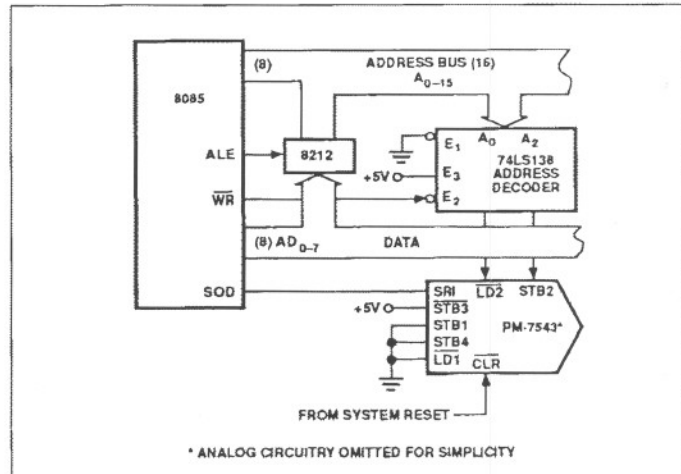 (8)
ADDRESS BUS (16)
A0–15
8085
ALE
8212
+5V
E1
A0 A2
74LS138
ADDRESS
DECODER
E3
E2
WR
(8) AD0–7
DATA
SOD
SRI
LD2
STB2
+5V
STB3
STB1
STB4
LD1
PM-7543*
CLR
FROM SYSTEM RESET
* ANALOG CIRCUITRY OMITTED FOR SIMPLICITY